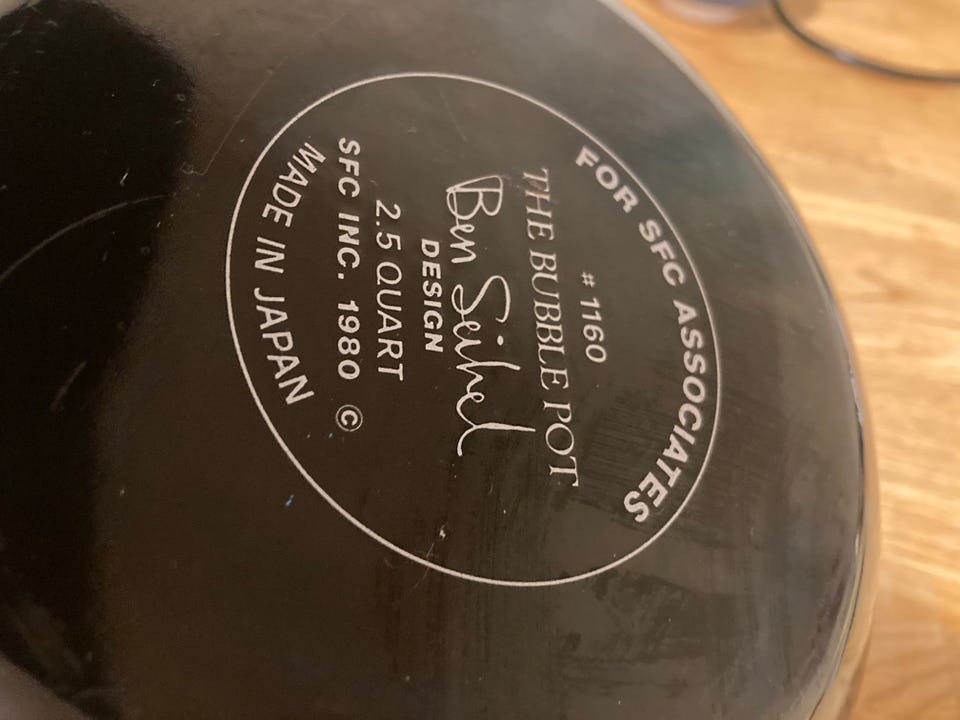 FOR SFC ASSOCIATES
#1160
THE BUBBLE POT
Ben Seibel
DESIGN
2.5 QUART
SFC INC. 1980 ©
MADE IN JAPAN